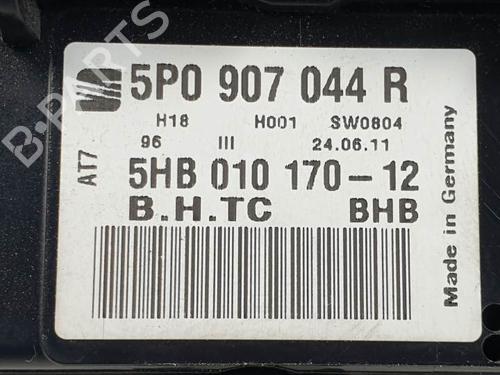 5P0 907 044 R
H18 H001 SW0804
96 III 24.06.11
AT7
5HB 010 170-12
B.H.TC BHB
Made in Germany
B-PARTS